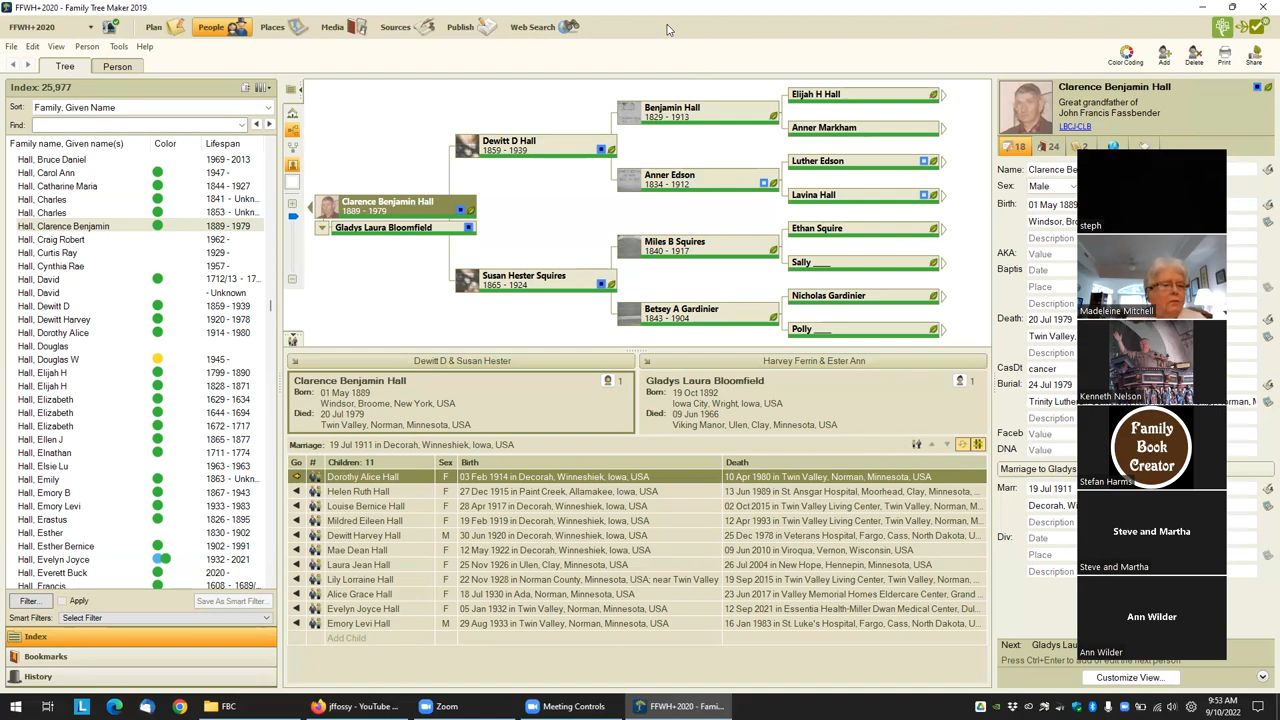 FFWH+2020 - Family Tree Maker 2019
FFWH+2020 Plan People Places Media Sources Publish Web Search
File Edit View Person Tools Help
Tree Person
Color Coding Add Delete Print Share
Index: 25,977
Sort: Family, Given Name
Find:
Family name, Given name(s) Color Lifespan
Hall, Bruce Daniel 1969 - 2013
Hall, Carol Ann 1947 -
Hall, Catharine Maria 1844 - 1927
Hall, Charles 1841 - Unkn...
Hall, Charles 1853 - Unkn...
Hall, Clarence Benjamin 1889 - 1979
Hall, Craig Robert 1962 -
Hall, Curtis Ray 1929 -
Hall, Cynthia Rae 1957 -
Hall, David 1712/13 - 17...
Hall, David - Unknown
Hall, Dewitt D 1859 - 1939
Hall, Dewitt Harvey 1920 - 1978
Hall, Dorothy Alice 1914 - 1980
Hall, Douglas
Hall, Douglas W 1945 -
Hall, Elijah H 1799 - 1890
Hall, Elijah H 1828 - 1871
Hall, Elizabeth 1629 - 1634
Hall, Elizabeth 1644 - 1694
Hall, Elizabeth 1672 - 1717
Hall, Ellen J 1865 - 1877
Hall, Elnathan 1711 - 1774
Hall, Elsie Lu 1963 - 1963
Hall, Emily 1863 - Unkn...
Hall, Emory B 1867 - 1943
Hall, Emory Levi 1933 - 1983
Hall, Erastus 1826 - 1895
Hall, Esther 1830 - 1902
Hall, Esther Bernice 1902 - 1991
Hall, Evelyn Joyce 1932 - 2021
Hall, Everett Buck 2000 -
Hall, Francis 1608 - 1689/...
Filter... Apply Save As Smart Filter...
Smart Filters: Select Filter
Index
Bookmarks
History
Clarence Benjamin Hall
1889 - 1979
Gladys Laura Bloomfield
Dewitt D Hall
1859 - 1939
Susan Hester Squires
1865 - 1924
Benjamin Hall
1829 - 1913
Anner Edson
1834 - 1912
Miles B Squires
1840 - 1917
Betsey A Gardinier
1843 - 1904
Elijah H Hall
Anner Markham
Luther Edson
Lavina Hall
Ethan Squire
Sally ____
Nicholas Gardinier
Polly ____
Dewitt D & Susan Hester Harvey Ferrin & Ester Ann
Clarence Benjamin Hall 1
Born: 01 May 1889
Windsor, Broome, New York, USA
Died: 20 Jul 1979
Twin Valley, Norman, Minnesota, USA
Gladys Laura Bloomfield 1
Born: 19 Oct 1892
Iowa City, Wright, Iowa, USA
Died: 09 Jun 1966
Viking Manor, Ulen, Clay, Minnesota, USA
Marriage: 19 Jul 1911 in Decorah, Winneshiek, Iowa, USA
Go # Children: 11 Sex Birth Death
Dorothy Alice Hall F 03 Feb 1914 in Decorah, Winneshiek, Iowa, USA 10 Apr 1980 in Twin Valley, Norman, Minnesota, USA
Helen Ruth Hall F 27 Dec 1915 in Paint Creek, Allamakee, Iowa, USA 13 Jun 1989 in St. Ansgar Hospital, Moorhead, Clay, Minnesota, ...
Louise Bernice Hall F 28 Apr 1917 in Decorah, Winneshiek, Iowa, USA 02 Oct 2015 in Twin Valley Living Center, Twin Valley, Norman, M...
Mildred Eileen Hall F 19 Feb 1919 in Decorah, Winneshiek, Iowa, USA 12 Apr 1993 in Twin Valley, Norman, Minnesota, USA
Dewitt Harvey Hall M 30 Jun 1920 in Decorah, Winneshiek, Iowa, USA 25 Dec 1978 in Veterans Hospital, Fargo, Cass, North Dakota, U...
Mae Dean Hall F 12 May 1922 in Decorah, Winneshiek, Iowa, USA 09 Jun 2010 in Viroqua, Vernon, Wisconsin, USA
Laura Jean Hall F 25 Nov 1926 in Ulen, Clay, Minnesota, USA 26 Jul 2004 in New Hope, Hennepin, Minnesota, USA
Lily Lorraine Hall F 22 Nov 1928 in Norman County, Minnesota, USA; near Twin Valley 19 Sep 2015 in Twin Valley Living Center, Twin Valley, Norman, ...
Alice Grace Hall F 18 Jul 1930 in Ada, Norman, Minnesota, USA 23 Jun 2017 in Valley Memorial Homes Eldercare Center, Grand ...
Evelyn Joyce Hall F 05 Jan 1932 in Twin Valley, Norman, Minnesota, USA 12 Sep 2021 in Essentia Health-Miller Dwan Medical Center, Dul...
Emory Levi Hall M 29 Aug 1933 in Twin Valley, Norman, Minnesota, USA 16 Jan 1983 in St. Luke's Hospital, Fargo, Cass, North Dakota, ...
Add Child
Clarence Benjamin Hall
Great grandfather of
John Francis Fassbender
LBCJ-CLB
18 24 2
Name: Clarence Be
Sex: Male
Birth: 01 May 1889
Windsor, Broo
Description
AKA: Value
Baptis Date
Place
Description
Death: 20 Jul 1979
Twin Valley,
Description
CasDt cancer
Burial: 24 Jul 1979
Trinity Luthe
Description
Faceb Value
DNA Value
Marriage to Gladys
Marr: 19 Jul 1911
Decorah, W
Description
Div: Date
Place
Description
steph
Madeleine Mitchell
Kenneth Nelson
Family
Book
Creator
Stefan Harms
Steve and Martha
Steve and Martha
Ann Wilder
Ann Wilder
Next: Gladys Lau
Press Ctrl+Enter to add or edit the next person
Customize View...
FBC jffossy - YouTube ... Zoom Meeting Controls FFWH+2020 - Fami...
9:53 AM
9/10/2022